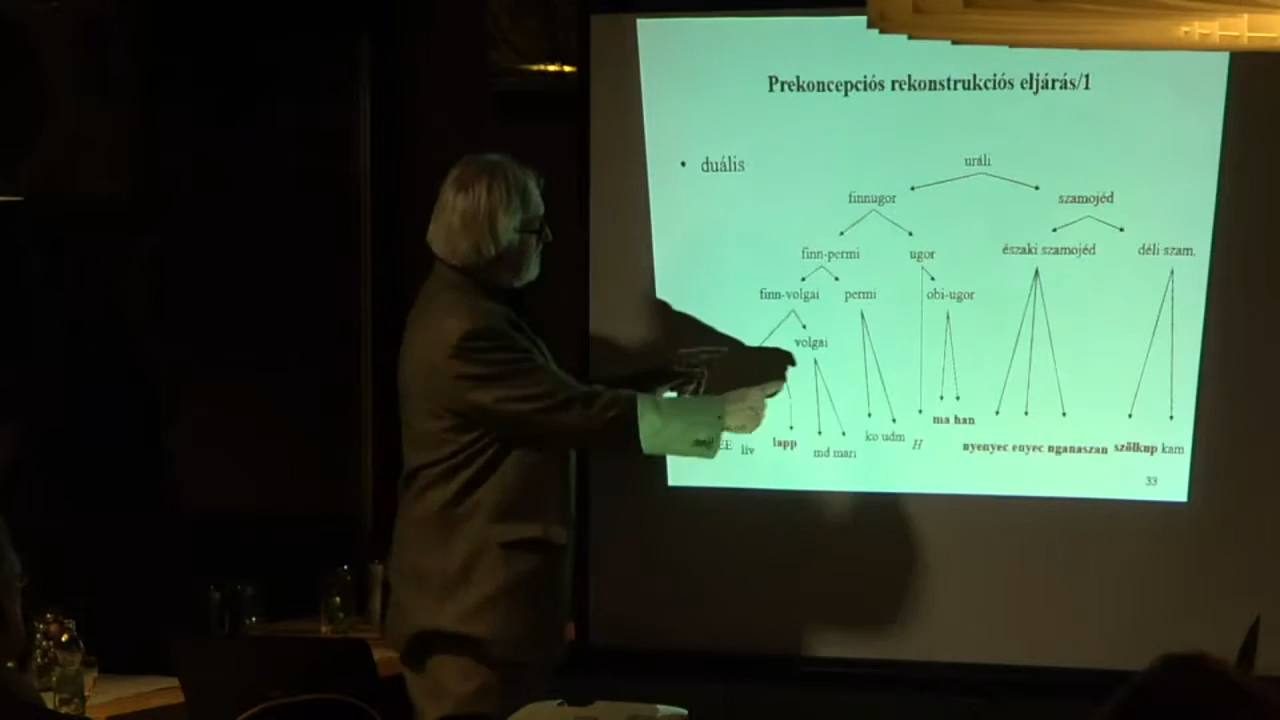 Prekoncepciós rekonstrukciós eljárás/1
• duális
uráli
finnugor szamojéd
finn-permi ugor északi szamojéd déli szam.
finn-volgai permi obi-ugor
volgai
ma han
lapp ko udm H
liv md mari nyenyec enyec nganaszan szölkup kam
33